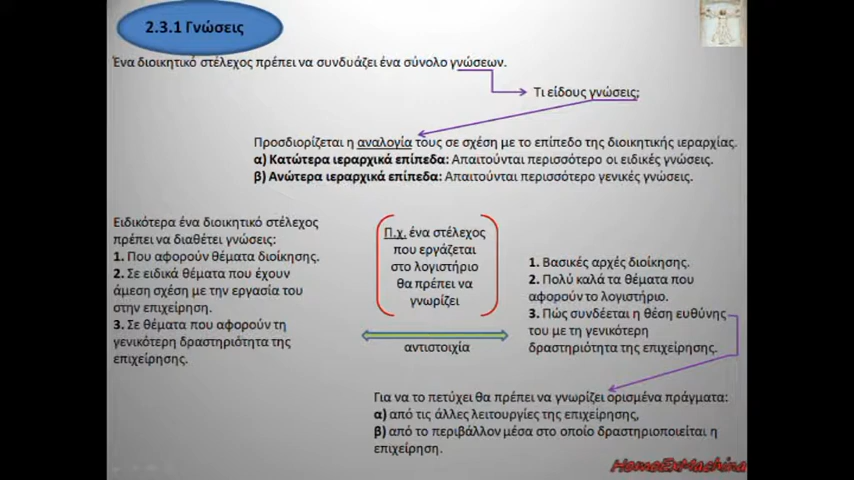 2.3.1 Γνώσεις
Ένα διοικητικό στέλεχος πρέπει να συνδυάζει ένα σύνολο γνώσεων.
Τι είδους γνώσεις;
Προσδιορίζεται η αναλογία τους σε σχέση με το επίπεδο της διοικητικής ιεραρχίας.
α) Κατώτερα ιεραρχικά επίπεδα: Απαιτούνται περισσότερο οι ειδικές γνώσεις.
β) Ανώτερα ιεραρχικά επίπεδα: Απαιτούνται περισσότερο γενικές γνώσεις.
Ειδικότερα ένα διοικητικό στέλεχος
πρέπει να διαθέτει γνώσεις:
1. Που αφορούν θέματα διοίκησης.
2. Σε ειδικά θέματα που έχουν
άμεση σχέση με την εργασία του
στην επιχείρηση.
3. Σε θέματα που αφορούν τη
γενικότερη δραστηριότητα της
επιχείρησης.
Π.χ. ένα στέλεχος
που εργάζεται
στο λογιστήριο
θα πρέπει να
γνωρίζει
αντιστοιχία
1. Βασικές αρχές διοίκησης.
2. Πολύ καλά τα θέματα που
αφορούν το λογιστήριο.
3. Πώς συνδέεται η θέση ευθύνης
του με τη γενικότερη
δραστηριότητα της επιχείρησης.
Για να το πετύχει θα πρέπει να γνωρίζει ορισμένα πράγματα:
α) από τις άλλες λειτουργίες της επιχείρησης,
β) από το περιβάλλον μέσα στο οποίο δραστηριοποιείται η
επιχείρηση.
HomoExMachina